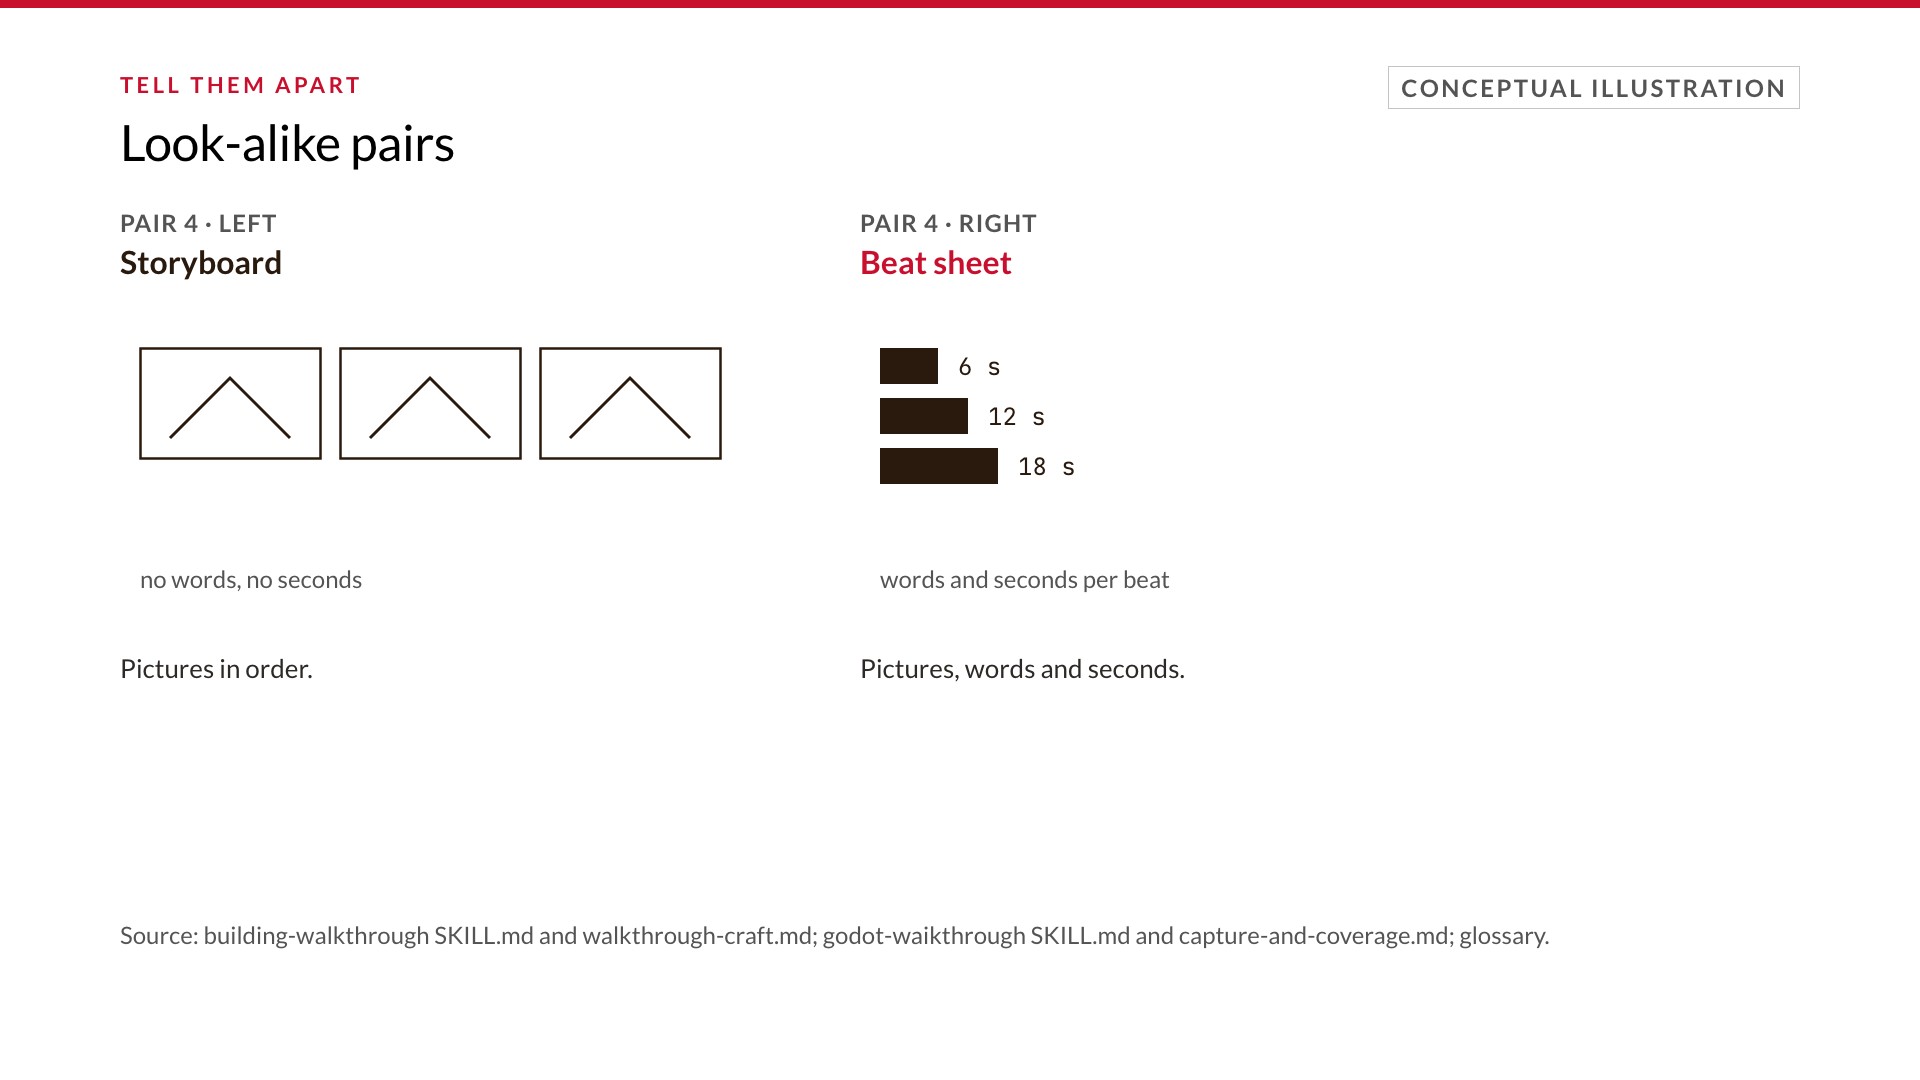 TELL THEM APART
CONCEPTUAL ILLUSTRATION
Look-alike pairs
PAIR 4 · LEFT
Storyboard
no words, no seconds
Pictures in order.
PAIR 4 · RIGHT
Beat sheet
6 s
12 s
18 s
words and seconds per beat
Pictures, words and seconds.
Source: building-walkthrough SKILL.md and walkthrough-craft.md; godot-waikthrough SKILL.md and capture-and-coverage.md; glossary.